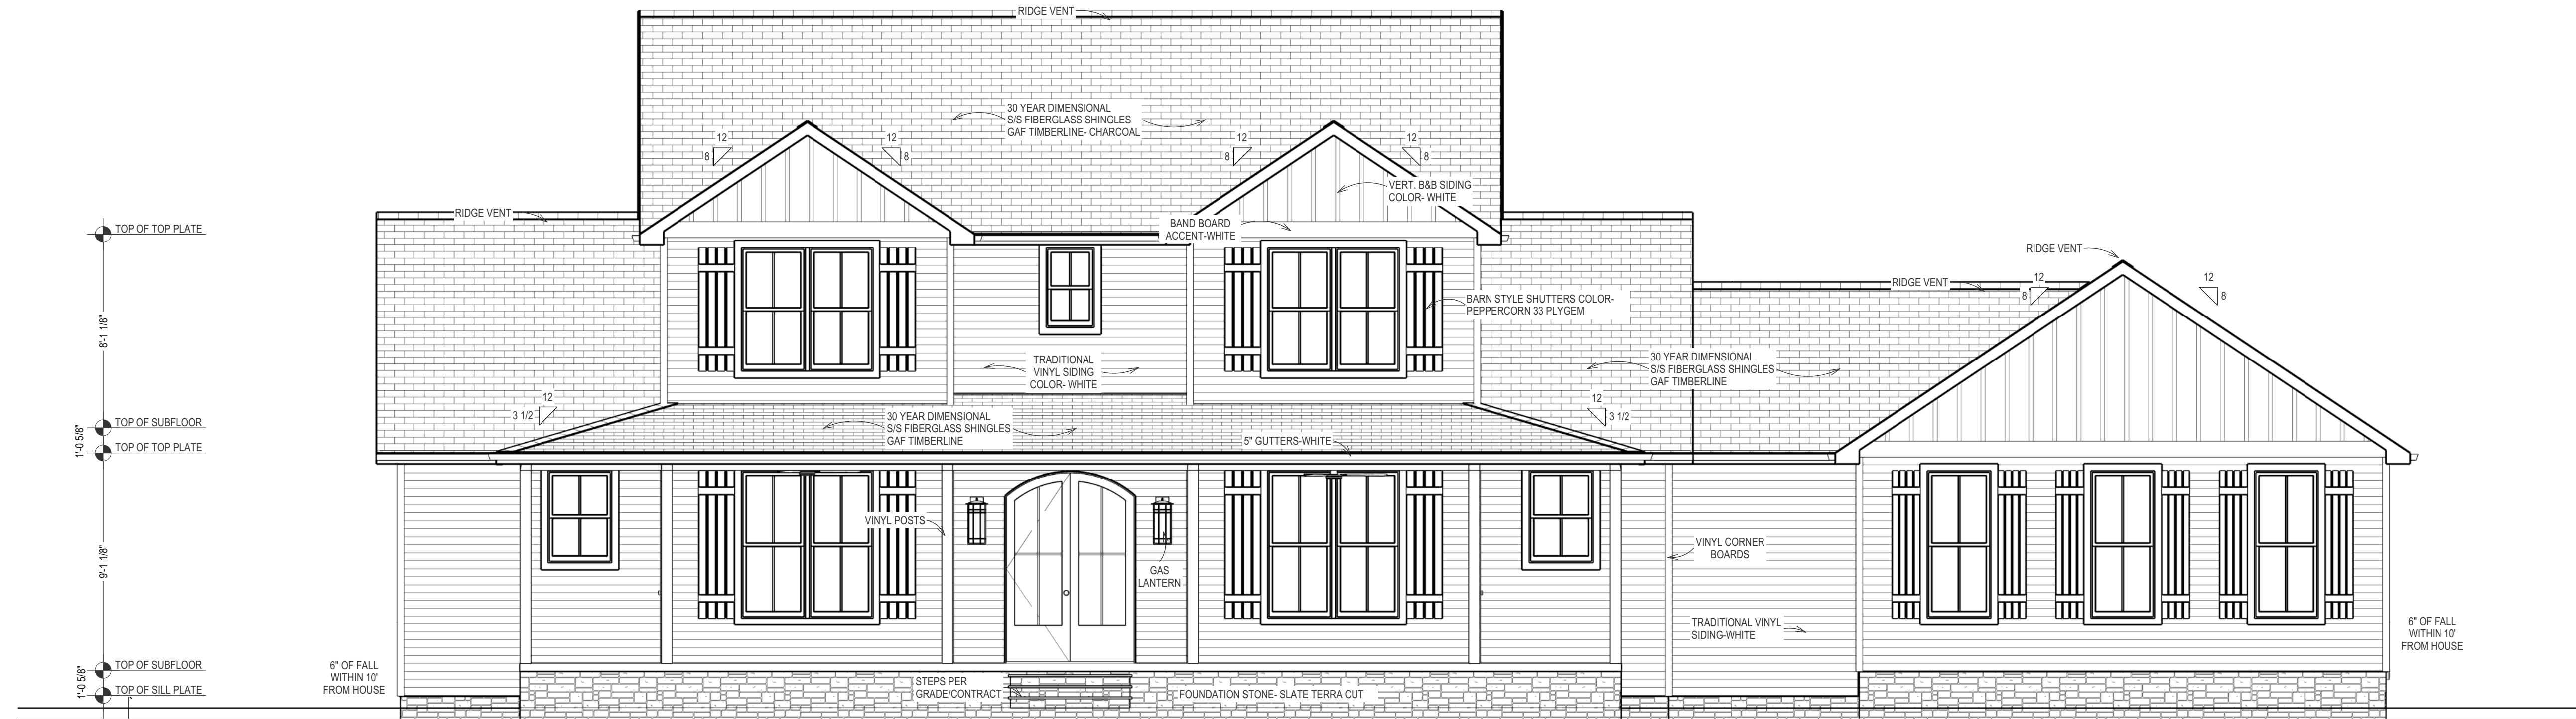 RIDGE VENT
30 YEAR DIMENSIONAL
S/S FIBERGLASS SHINGLES
GAF TIMBERLINE- CHARCOAL
12
8
12
8
12
8
12
8
VERT. B&B SIDING
COLOR- WHITE
RIDGE VENT
BAND BOARD
ACCENT-WHITE
TOP OF TOP PLATE
RIDGE VENT
RIDGE VENT
12
8
12
8
BARN STYLE SHUTTERS COLOR-
PEPPERCORN 33 PLYGEM
8'-1 1/8"
TRADITIONAL
VINYL SIDING
COLOR- WHITE
30 YEAR DIMENSIONAL
S/S FIBERGLASS SHINGLES
GAF TIMBERLINE
12
3 1/2
12
3 1/2
30 YEAR DIMENSIONAL
S/S FIBERGLASS SHINGLES
GAF TIMBERLINE
TOP OF SUBFLOOR
1'-0 5/8"
TOP OF TOP PLATE
5" GUTTERS-WHITE
VINYL POSTS
9'-1 1/8"
GAS
LANTERN
VINYL CORNER
BOARDS
TRADITIONAL VINYL
SIDING-WHITE
6" OF FALL
WITHIN 10'
FROM HOUSE
TOP OF SUBFLOOR
1'-0 5/8"
TOP OF SILL PLATE
6" OF FALL
WITHIN 10'
FROM HOUSE
STEPS PER
GRADE/CONTRACT
FOUNDATION STONE- SLATE TERRA CUT